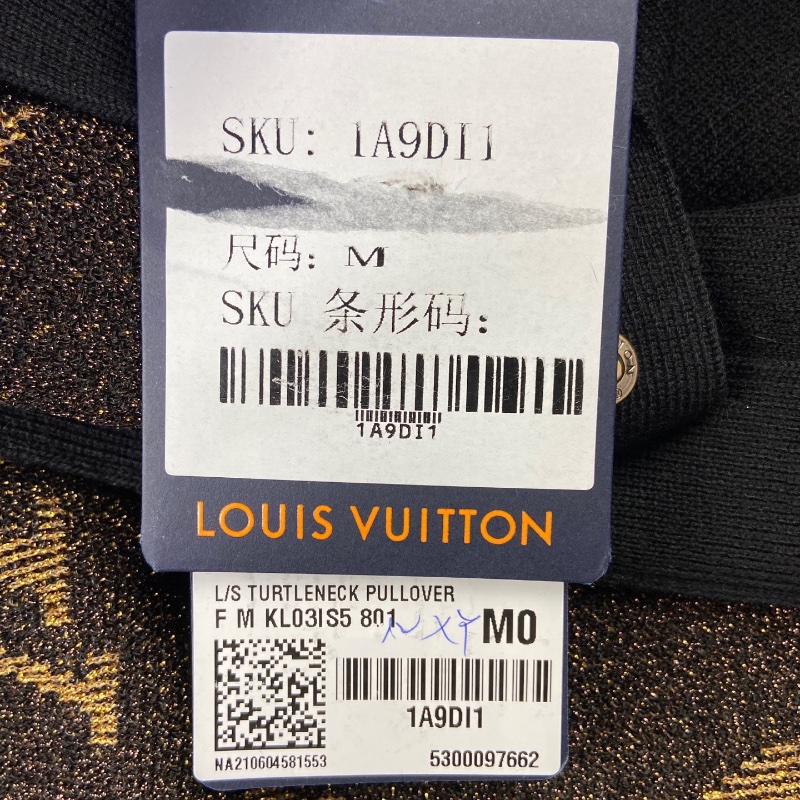 SKU: 1A9DI1
尺码: M
SKU 条形码:
1A9DI1
LOUIS VUITTON
L/S TURTLENECK PULLOVER
F M KL03IS5 801
M0
1A9DI1
NA210604581553
5300097662